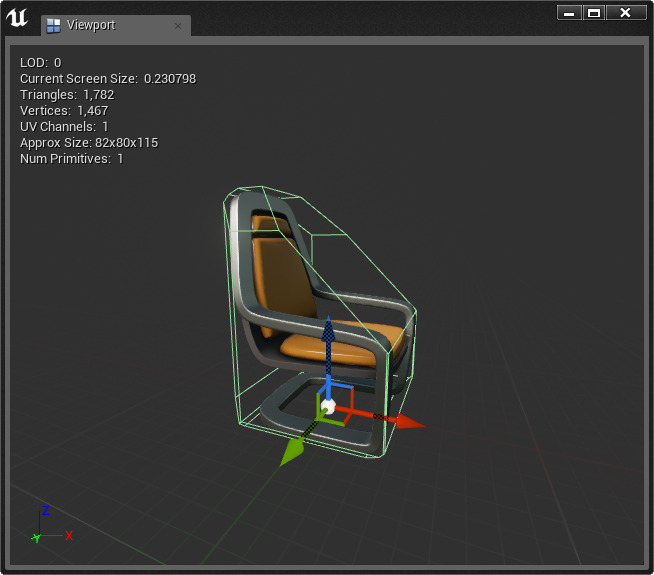 Viewport
LOD: 0
Current Screen Size: 0.230798
Triangles: 1,782
Vertices: 1,467
UV Channels: 1
Approx Size: 82x80x115
Num Primitives: 1
Z
Y
X